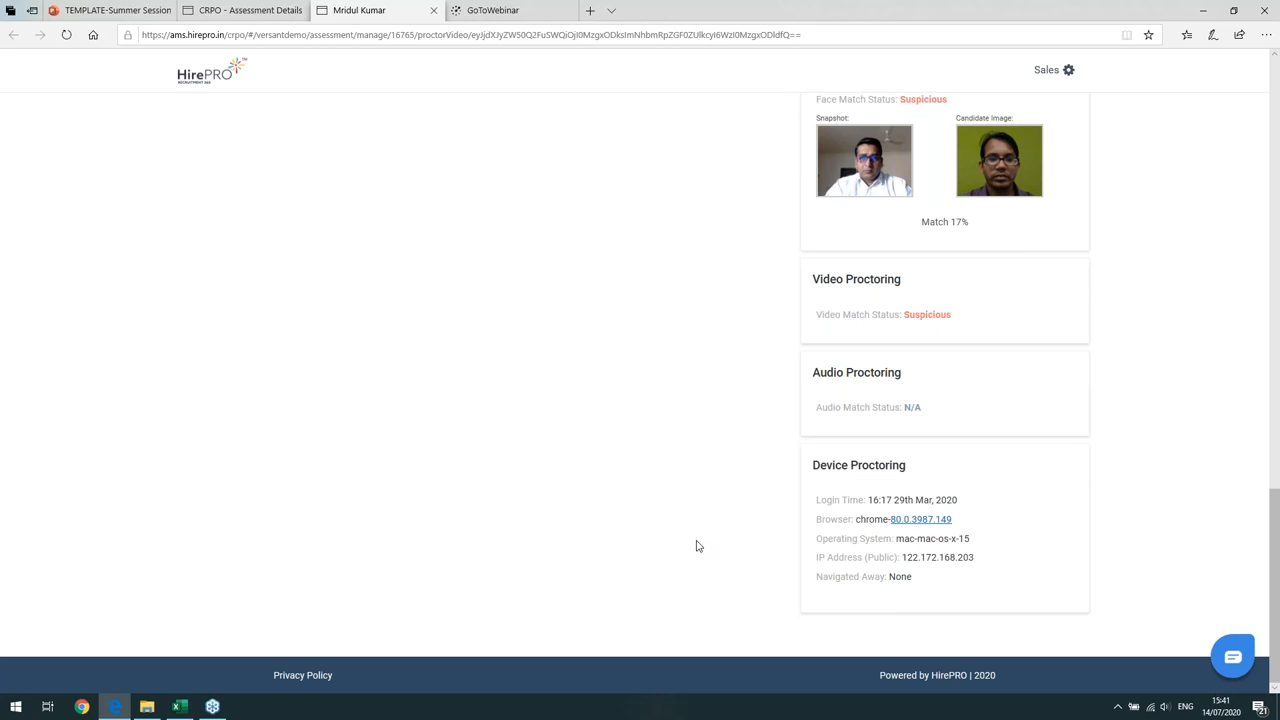 TEMPLATE-Summer Session
CRPO - Assessment Details
Mridul Kumar
GoToWebinar
https://ams.hirepro.in/crpo/#/versantdemo/assessment/manage/16765/proctorVideo/eyJjdXJyZW50Q2FuSWQiOjI0MzgxODksImNhbmRpZGF0ZUlkcyI6WzI0MzgxODldfQ==
HirePRO
RECRUITMENT 365
TM
Sales
Face Match Status: Suspicious
Snapshot:
Candidate Image:
Match 17%
Video Proctoring
Video Match Status: Suspicious
Audio Proctoring
Audio Match Status: N/A
Device Proctoring
Login Time: 16:17 29th Mar, 2020
Browser: chrome-80.0.3987.149
Operating System: mac-mac-os-x-15
IP Address (Public): 122.172.168.203
Navigated Away: None
Privacy Policy
Powered by HirePRO | 2020
ENG
15:41
14/07/2020
21